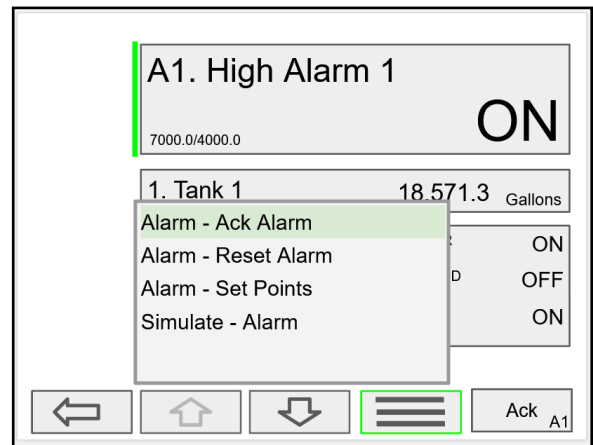 A1. High Alarm 1
ON
7000.0/4000.0
1. Tank 1 18,571.3 Gallons
Alarm - Ack Alarm
Alarm - Reset Alarm
Alarm - Set Points
Simulate - Alarm
ON
D OFF
ON
Ack A1